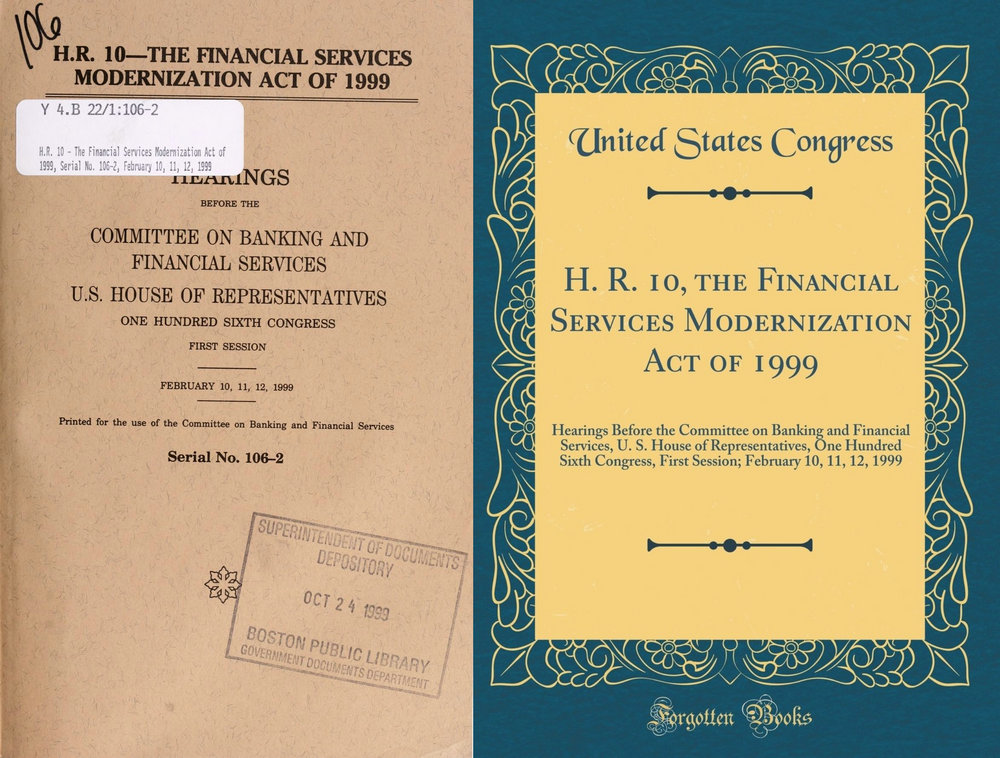 106
H.R. 10—THE FINANCIAL SERVICES
MODERNIZATION ACT OF 1999
Y 4.B 22/1:106-2
H.R. 10 - The Financial Services Modernization Act of
1999, Serial No. 106-2, February 10, 11, 12, 1999
HEARINGS
BEFORE THE
COMMITTEE ON BANKING AND
FINANCIAL SERVICES
U.S. HOUSE OF REPRESENTATIVES
ONE HUNDRED SIXTH CONGRESS
FIRST SESSION
FEBRUARY 10, 11, 12, 1999
Printed for the use of the Committee on Banking and Financial Services
Serial No. 106–2
SUPERINTENDENT OF DOCUMENTS
DEPOSITORY
OCT 24 1999
BOSTON PUBLIC LIBRARY
GOVERNMENT DOCUMENTS DEPARTMENT
United States Congress
H. R. 10, the Financial
Services Modernization
Act of 1999
Hearings Before the Committee on Banking and Financial
Services, U. S. House of Representatives, One Hundred
Sixth Congress, First Session; February 10, 11, 12, 1999
Forgotten Books